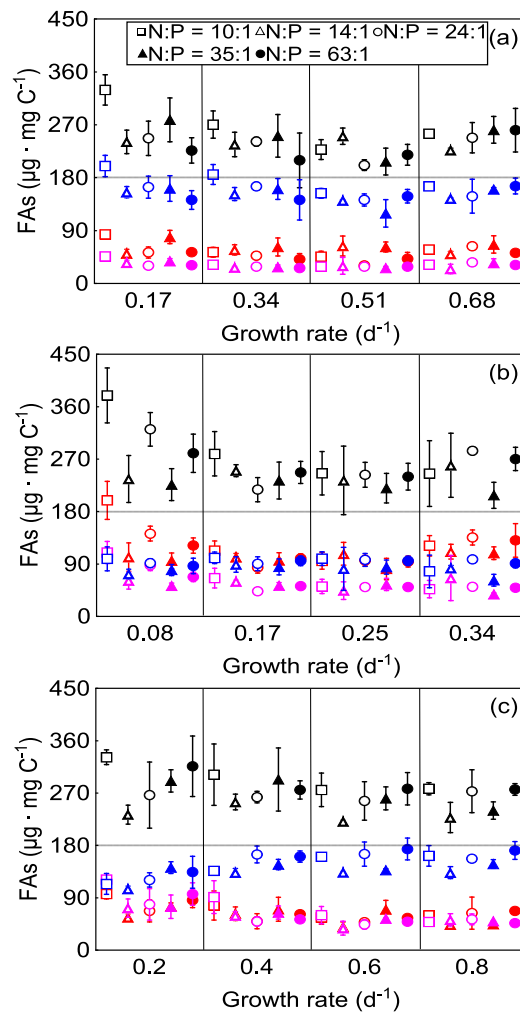 (a)
N:P = 10:1 N:P = 14:1 N:P = 24:1
N:P = 35:1 N:P = 63:1
450
360
270
180
90
0
FAs (µg · mg C⁻¹)
0.17 0.34 0.51 0.68
Growth rate (d⁻¹)
(b)
450
360
270
180
90
0
FAs (µg · mg C⁻¹)
0.08 0.17 0.25 0.34
Growth rate (d⁻¹)
(c)
450
360
270
180
90
0
FAs (µg · mg C⁻¹)
0.2 0.4 0.6 0.8
Growth rate (d⁻¹)